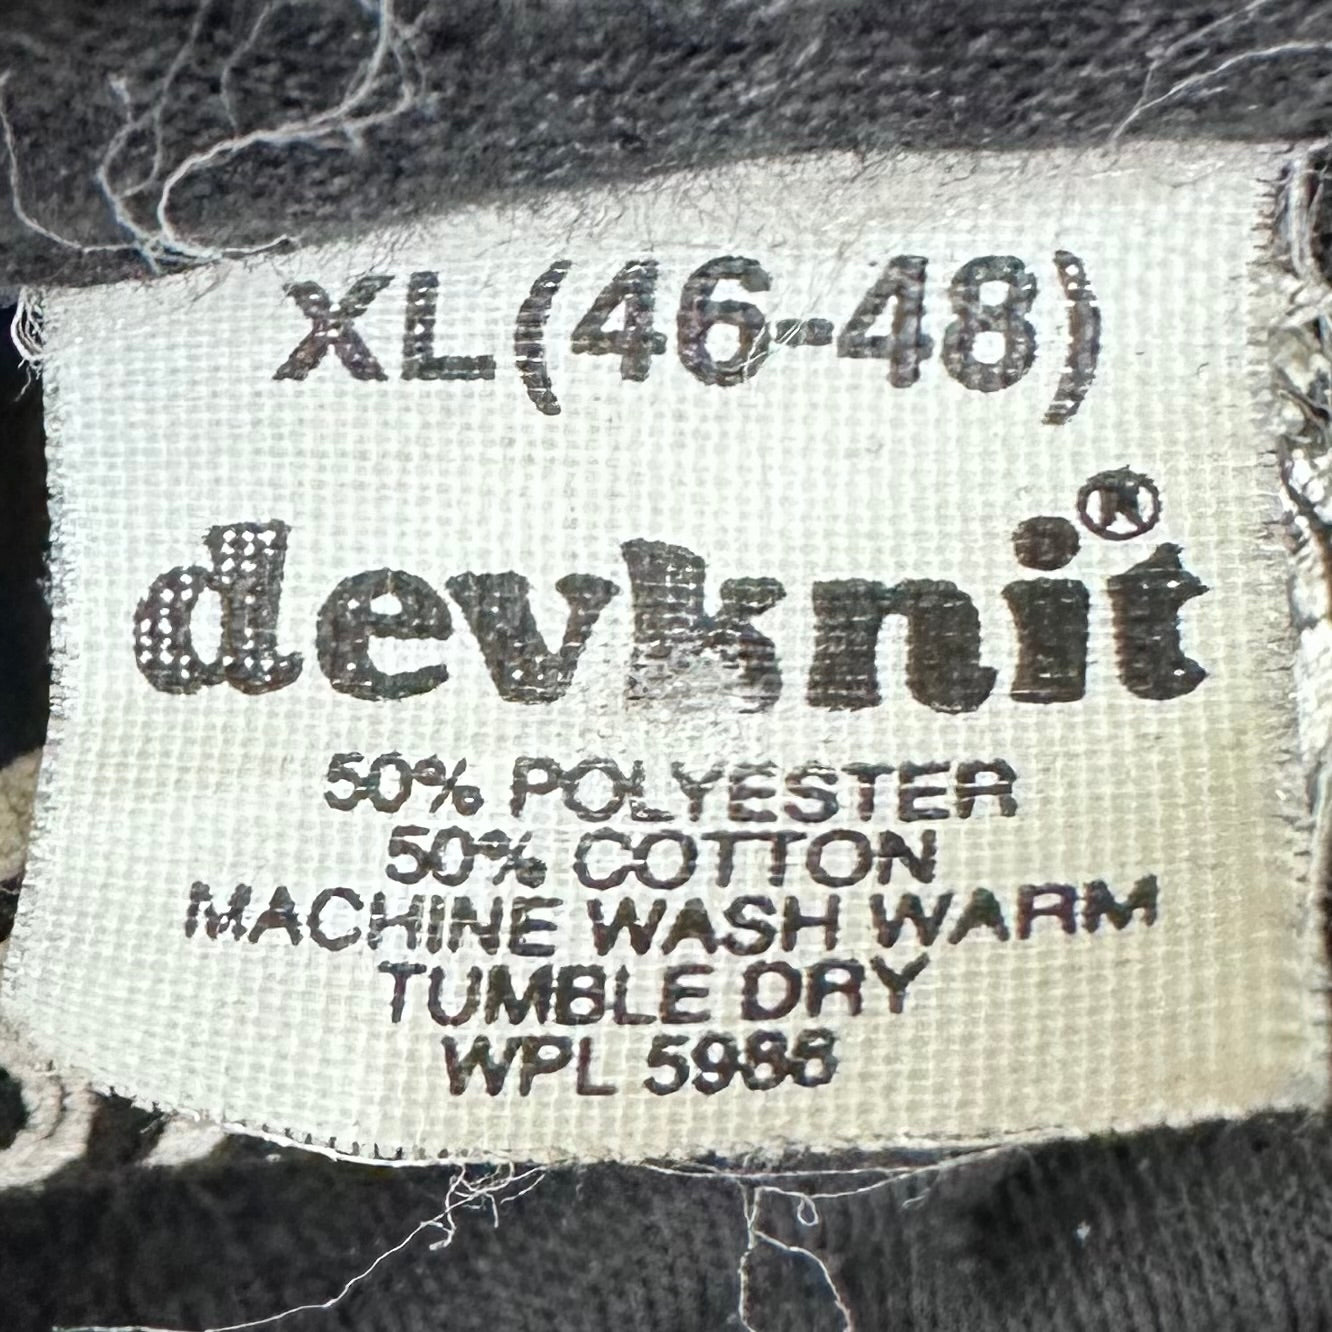 XL (46-48)
devknit®
50% POLYESTER
50% COTTON
MACHINE WASH WARM
TUMBLE DRY
WPL 5988